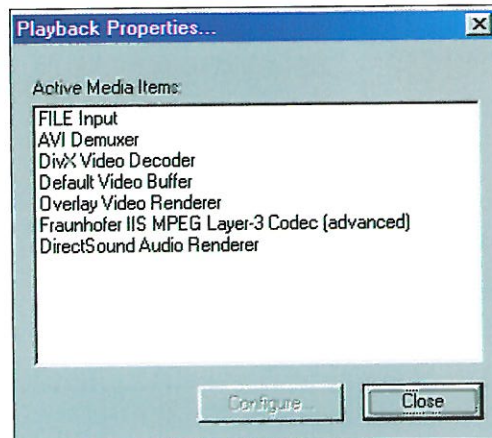 Playback Properties...
Active Media Items:
FILE Input
AVI Demuxer
DivX Video Decoder
Default Video Buffer
Overlay Video Renderer
Fraunhofer IIS MPEG Layer-3 Codec (advanced)
DirectSound Audio Renderer
Configure...
Close